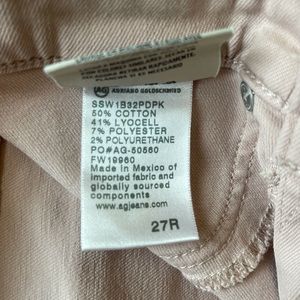 COLOR
AG ADRIANO GOLDSCHMIED
SSW1B32PDPK
50% COTTON
41% LYOCELL
7% POLYESTER
2% POLYURETHANE
PO#AG-50560
FW19960
Made in Mexico of
imported fabric and
globally sourced
components
www.agjeans.com
27R